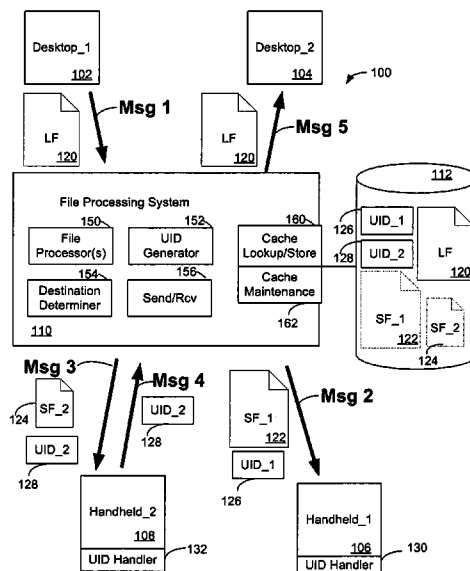 Desktop_1
102
Desktop_2
104
100
Msg 1
Msg 5
LF
120
LF
120
112
File Processing System
150
152
160
File Processor(s)
UID Generator
Cache Lookup/Store
154
156
Destination Determiner
Send/Rcv
Cache Maintenance
110
162
126
UID_1
128
UID_2
LF
120
SF_1
122
SF_2
124
Msg 3
Msg 4
Msg 2
124
SF_2
UID_2
128
UID_2
128
SF_1
122
UID_1
126
Handheld_2
108
UID Handler
132
Handheld_1
106
UID Handler
130